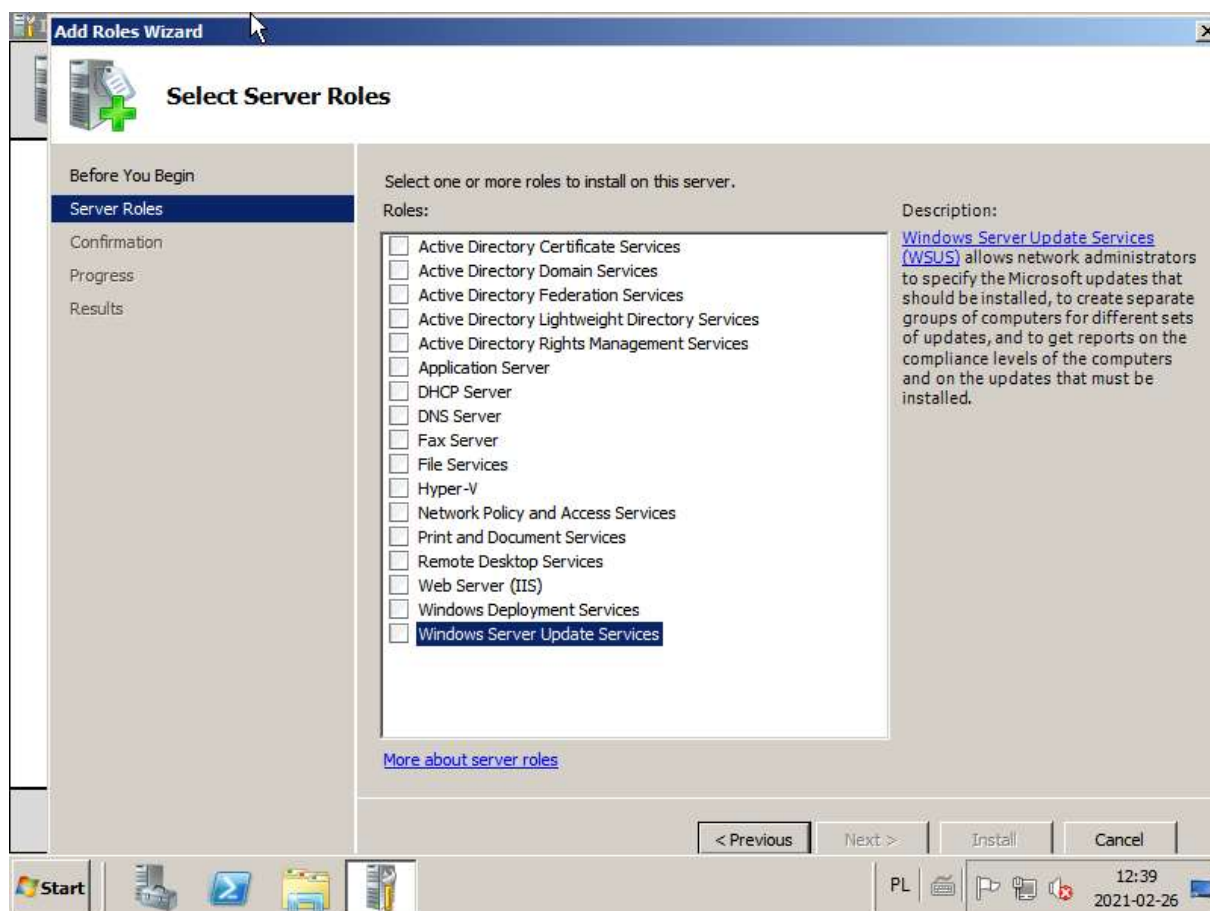 Add Roles Wizard
Select Server Roles
Before You Begin
Server Roles
Confirmation
Progress
Results
Select one or more roles to install on this server.
Roles:
Active Directory Certificate Services
Active Directory Domain Services
Active Directory Federation Services
Active Directory Lightweight Directory Services
Active Directory Rights Management Services
Application Server
DHCP Server
DNS Server
Fax Server
File Services
Hyper-V
Network Policy and Access Services
Print and Document Services
Remote Desktop Services
Web Server (IIS)
Windows Deployment Services
Windows Server Update Services
More about server roles
Description:
Windows Server Update Services
(WSUS) allows network administrators
to specify the Microsoft updates that
should be installed, to create separate
groups of computers for different sets
of updates, and to get reports on the
compliance levels of the computers
and on the updates that must be
installed.
< Previous
Next >
Install
Cancel
Start
PL
12:39
2021-02-26